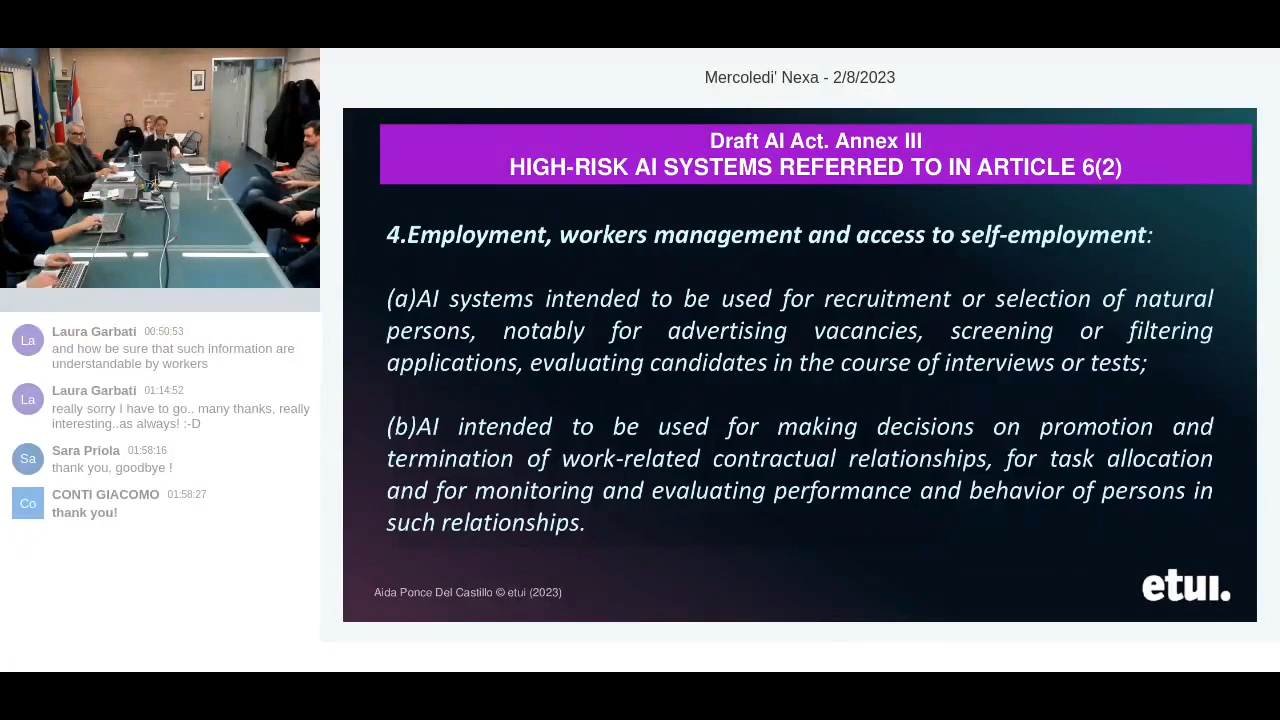 Mercoledi' Nexa - 2/8/2023
Draft AI Act. Annex III
HIGH-RISK AI SYSTEMS REFERRED TO IN ARTICLE 6(2)
4.Employment, workers management and access to self-employment:
(a)AI systems intended to be used for recruitment or selection of natural
persons, notably for advertising vacancies, screening or filtering
applications, evaluating candidates in the course of interviews or tests;
(b)AI intended to be used for making decisions on promotion and
termination of work-related contractual relationships, for task allocation
and for monitoring and evaluating performance and behavior of persons in
such relationships.
Aida Ponce Del Castillo © etui (2023)
etui.
La
Laura Garbati 00:50:53
and how be sure that such information are
understandable by workers
La
Laura Garbati 01:14:52
really sorry I have to go.. many thanks, really
interesting..as always! :-D
Sa
Sara Priola 01:58:16
thank you, goodbye !
Co
CONTI GIACOMO 01:58:27
thank you!